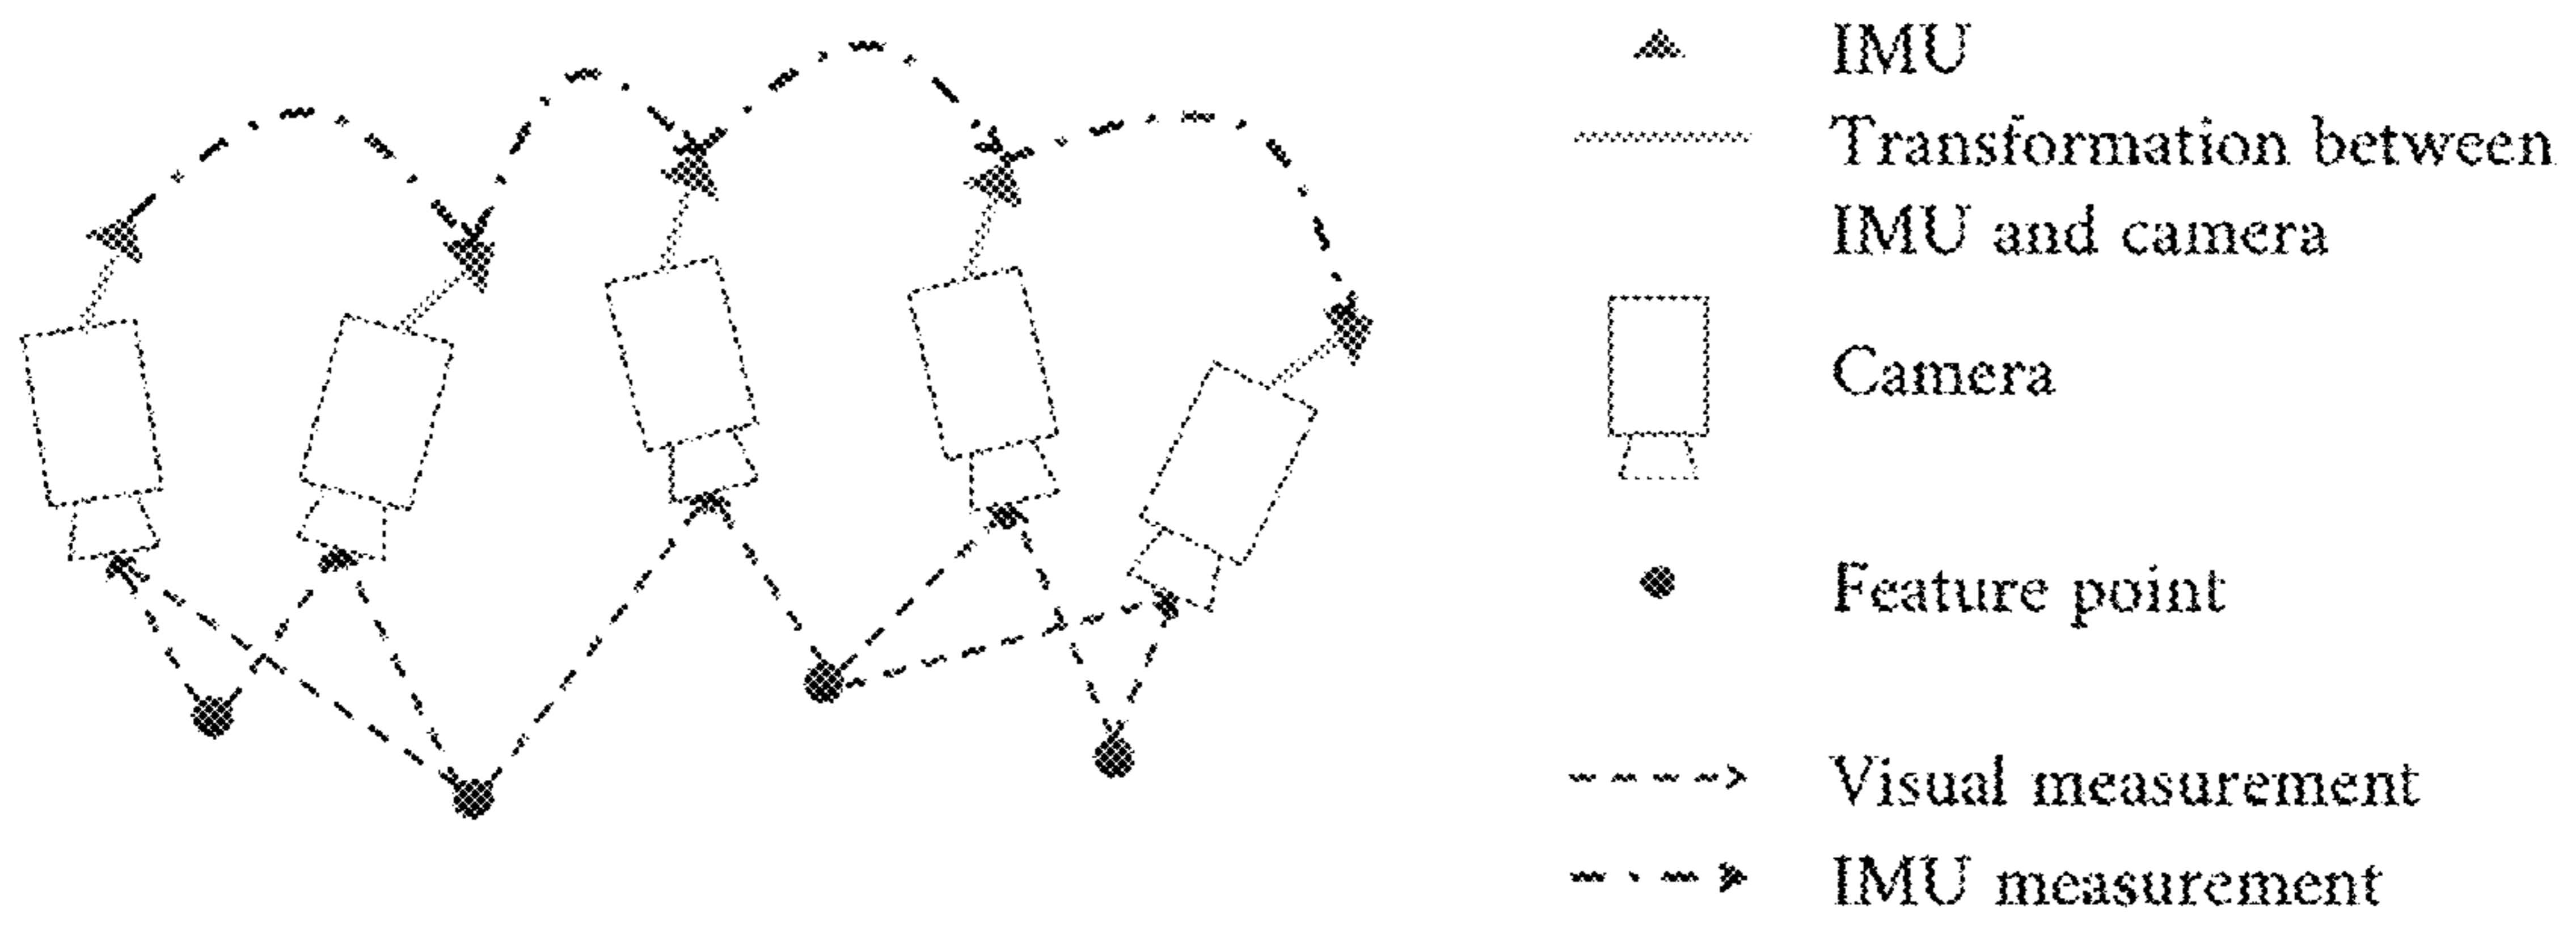 IMU
Transformation between
IMU and camera
Camera
Feature point
Visual measurement
IMU measurement